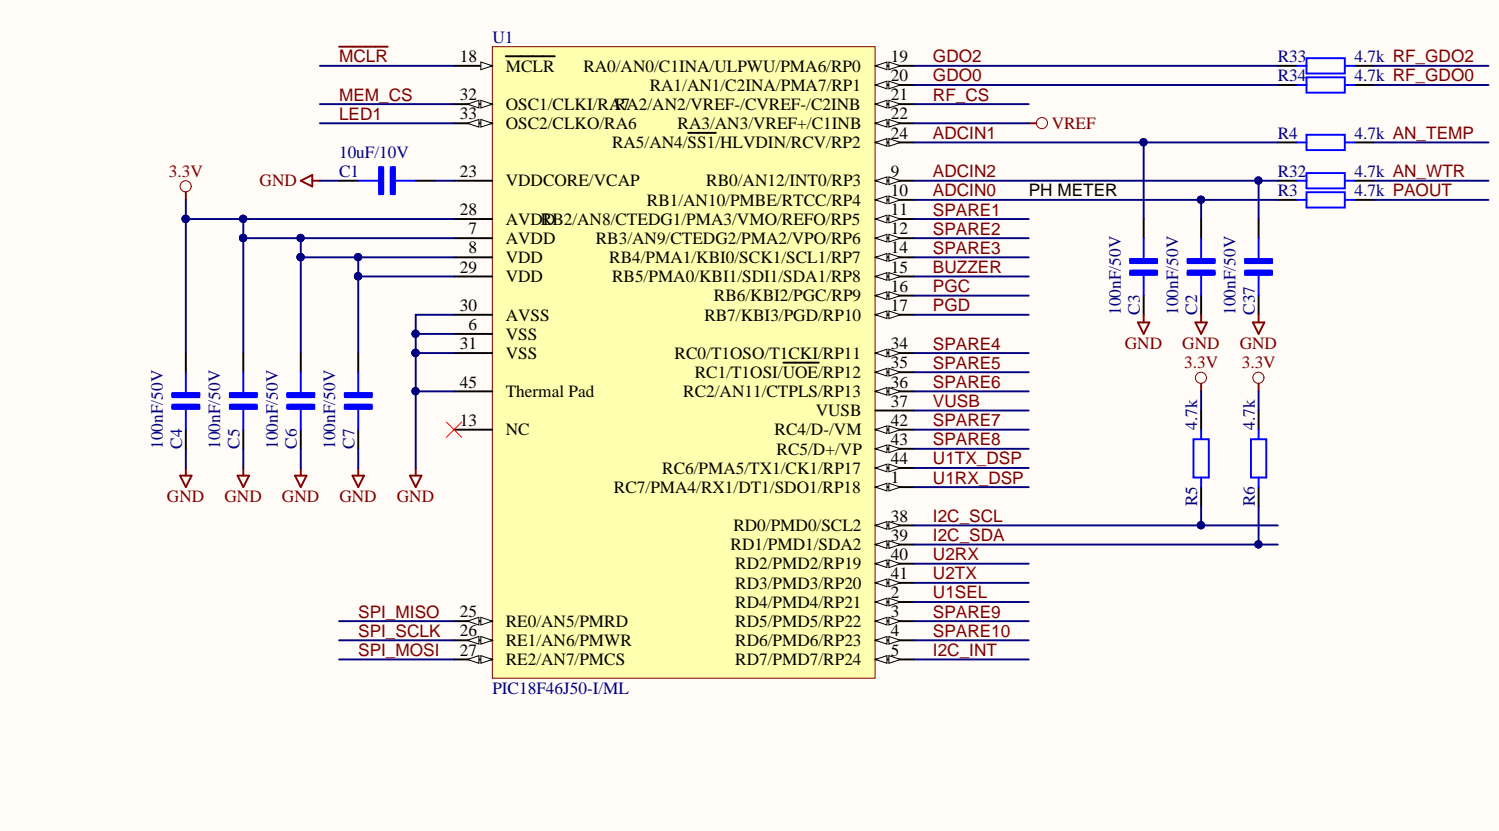 U1
MCLR 18 MCLR RA0/AN0/C1INA/ULPWU/PMA6/RP0 19 GDO2 R33 4.7k RF_GDO2
RA1/AN1/C2INA/PMA7/RP1 20 GDO0 R34 4.7k RF_GDO0
MEM_CS 32 OSC1/CLKI/RA7 RA2/AN2/VREF-/CVREF-/C2INB 21 RF_CS
LED1 33 OSC2/CLKO/RA6 RA3/AN3/VREF+/C1INB 22 VREF
RA5/AN4/SS1/HLVDIN/RCV/RP2 24 ADCIN1 R4 4.7k AN_TEMP
10uF/10V
C1
3.3V
GND 23 VDDCORE/VCAP RB0/AN12/INT0/RP3 9 ADCIN2 R32 4.7k AN_WTR
RB1/AN10/PMBE/RTCC/RP4 10 ADCIN0 PH METER R3 4.7k PAOUT
28 AVDD RB2/AN8/CTEDG1/PMA3/VMO/REFO/RP5 11 SPARE1
7 AVDD RB3/AN9/CTEDG2/PMA2/VPO/RP6 12 SPARE2
8 VDD RB4/PMA1/KBI0/SCK1/SCL1/RP7 14 SPARE3
29 VDD RB5/PMA0/KBI1/SDI1/SDA1/RP8 15 BUZZER
RB6/KBI2/PGC/RP9 16 PGC
30 AVSS RB7/KBI3/PGD/RP10 17 PGD
100nF/50V C3 100nF/50V C2 100nF/50V C37
GND GND GND
6 VSS
31 VSS RC0/T1OSO/T1CKI/RP11 34 SPARE4
3.3V 3.3V
RC1/T1OSI/UOE/RP12 35 SPARE5
45 Thermal Pad RC2/AN11/CTPLS/RP13 36 SPARE6
VUSB 37 VUSB
13 NC RC4/D-/VM 42 SPARE7
RC5/D+/VP 43 SPARE8
RC6/PMA5/TX1/CK1/RP17 44 U1TX_DSP
RC7/PMA4/RX1/DT1/SDO1/RP18 1 U1RX_DSP
100nF/50V C4 100nF/50V C5 100nF/50V C6 100nF/50V C7
GND GND GND GND GND
4.7k R5 4.7k R6
RD0/PMD0/SCL2 38 I2C_SCL
RD1/PMD1/SDA2 39 I2C_SDA
RD2/PMD2/RP19 40 U2RX
RD3/PMD3/RP20 41 U2TX
RD4/PMD4/RP21 2 U1SEL
SPI_MISO 25 RE0/AN5/PMRD RD5/PMD5/RP22 3 SPARE9
SPI_SCLK 26 RE1/AN6/PMWR RD6/PMD6/RP23 4 SPARE10
SPI_MOSI 27 RE2/AN7/PMCS RD7/PMD7/RP24 5 I2C_INT
PIC18F46J50-I/ML